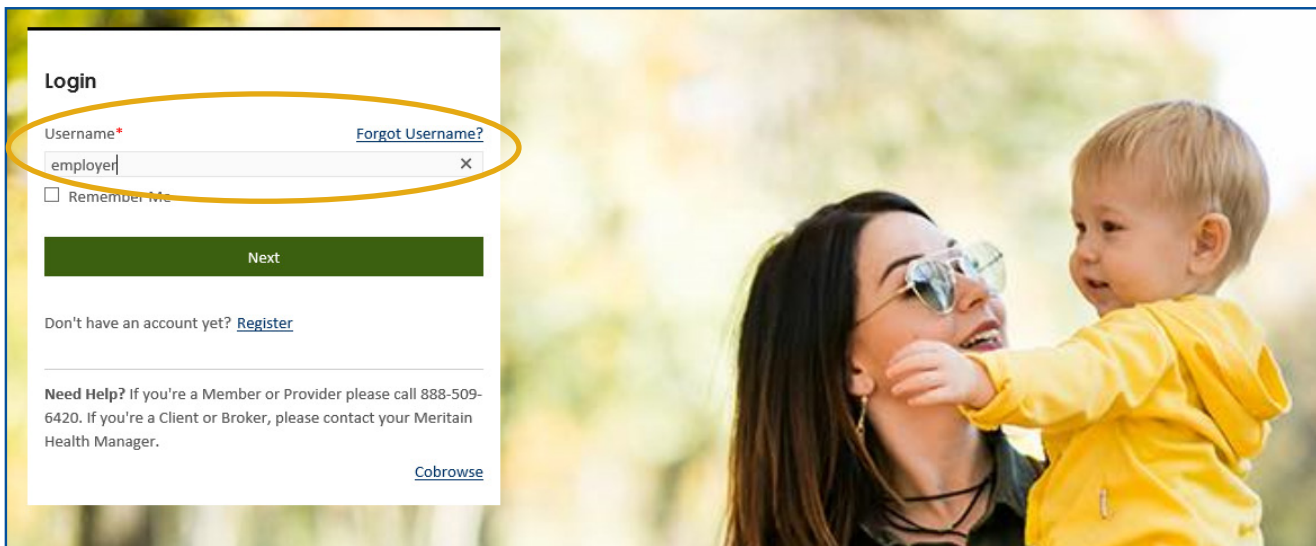 Login
Username* Forgot Username?
employer ×
Remember Me
Next
Don't have an account yet? Register
Need Help? If you're a Member or Provider please call 888-509-
6420. If you're a Client or Broker, please contact your Meritain
Health Manager.
Cobrowse